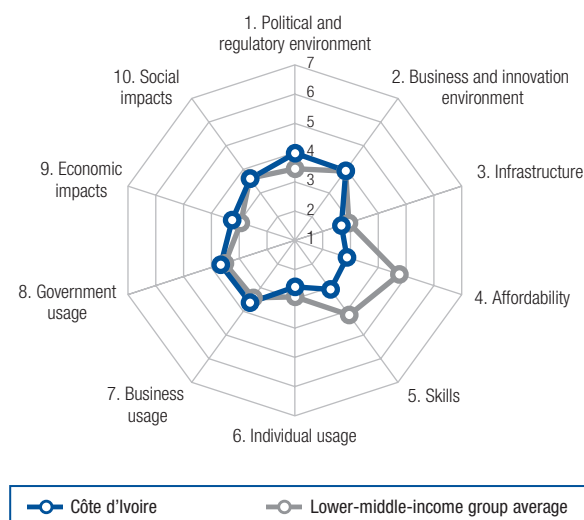 1. Political and
regulatory environment
2. Business and innovation
environment
3. Infrastructure
4. Affordability
5. Skills
6. Individual usage
7. Business
usage
8. Government
usage
9. Economic
impacts
10. Social
impacts
7
6
5
4
3
2
1
Côte d'Ivoire
Lower-middle-income group average